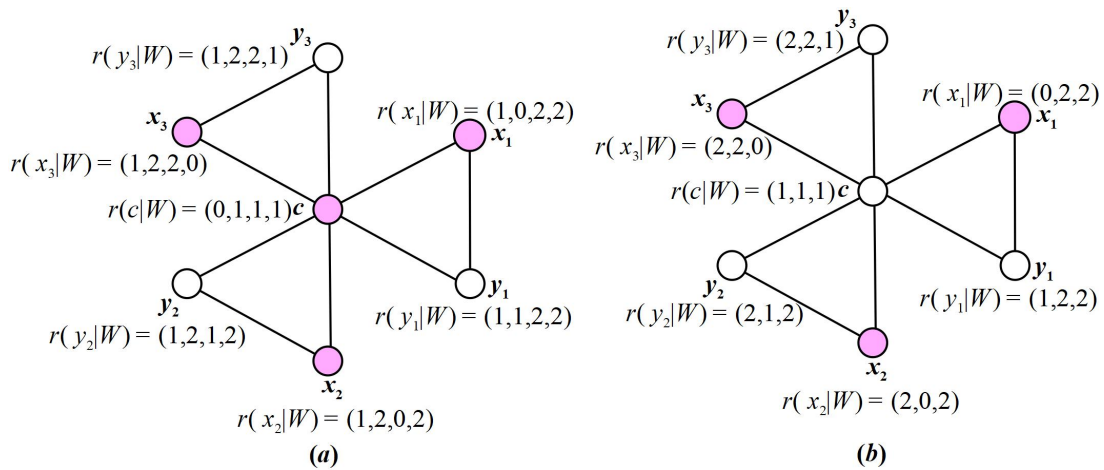 y₃
r( y₃|W) = (1,2,2,1)
x₃
r( x₁|W) = (1,0,2,2)
x₁
r( x₃|W) = (1,2,2,0)
r(c|W) = (0,1,1,1) c
y₂
y₁
r( y₁|W) = (1,1,2,2)
r( y₂|W) = (1,2,1,2)
x₂
r( x₂|W) = (1,2,0,2)
(a)
y₃
r( y₃|W) = (2,2,1)
x₃
r( x₁|W) = (0,2,2)
x₁
r( x₃|W) = (2,2,0)
r(c|W) = (1,1,1) c
y₂
y₁
r( y₁|W) = (1,2,2)
r( y₂|W) = (2,1,2)
x₂
r( x₂|W) = (2,0,2)
(b)